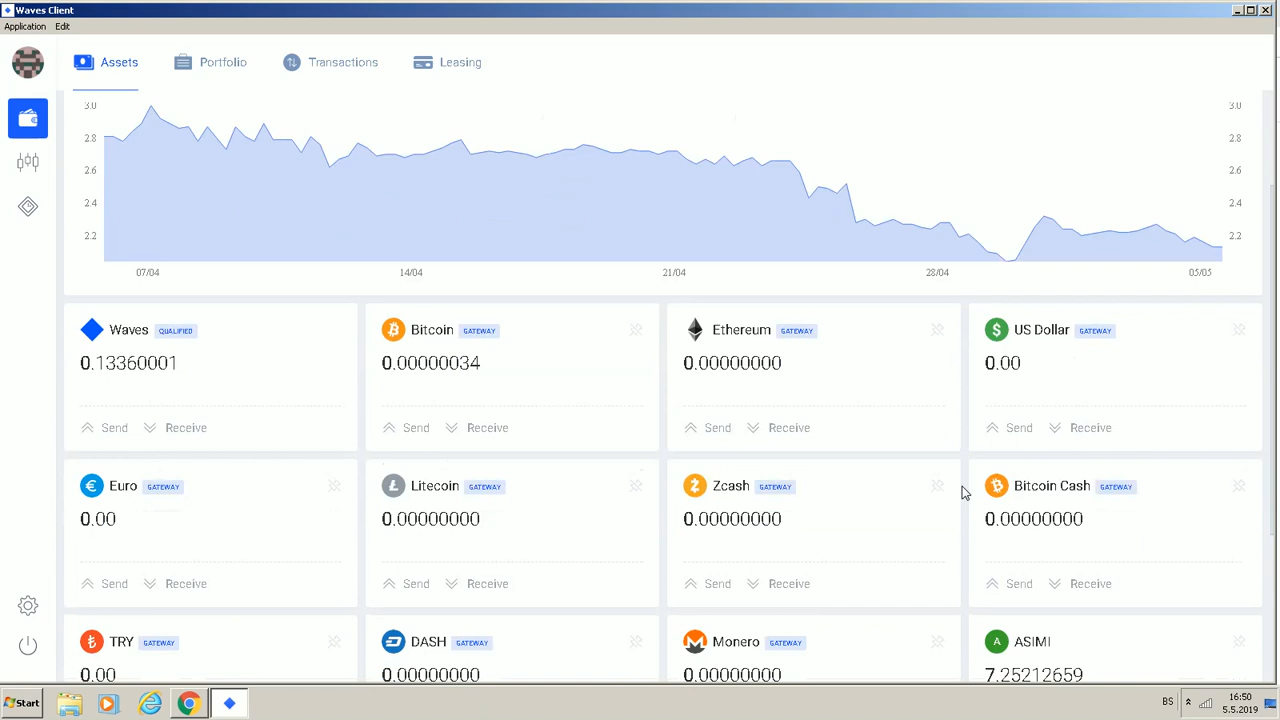 Waves Client
Application Edit
Assets Portfolio Transactions Leasing
3.0 3.0
2.8 2.8
2.6 2.6
2.4 2.4
2.2 2.2
07/04 14/04 21/04 28/04 05/05
Waves QUALIFIED Bitcoin GATEWAY Ethereum GATEWAY US Dollar GATEWAY
0.13360001 0.00000034 0.00000000 0.00
Send Receive Send Receive Send Receive Send Receive
Euro GATEWAY Litecoin GATEWAY Zcash GATEWAY Bitcoin Cash GATEWAY
0.00 0.00000000 0.00000000 0.00000000
Send Receive Send Receive Send Receive Send Receive
TRY GATEWAY DASH GATEWAY Monero GATEWAY A ASIMI
0.00 0.00000000 0.00000000 7.25212659
Start BS 16:50
5.5.2019